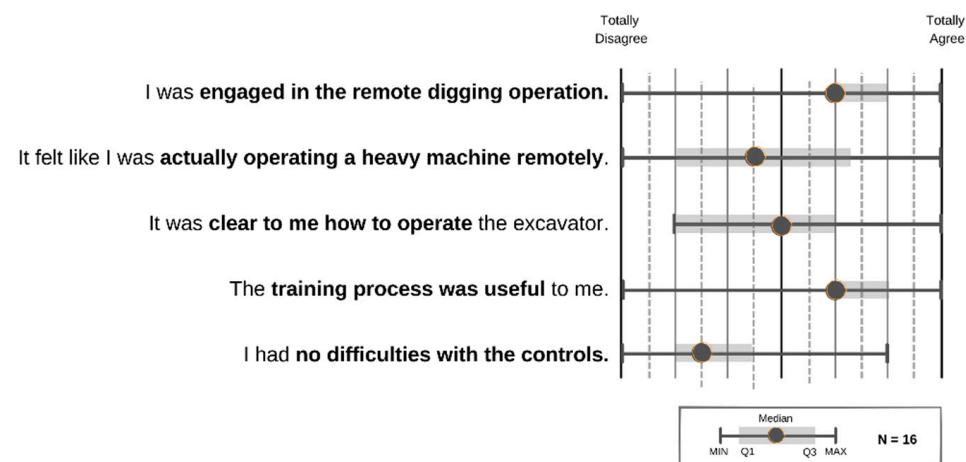 Totally
Disagree
Totally
Agree
I was engaged in the remote digging operation.
It felt like I was actually operating a heavy machine remotely.
It was clear to me how to operate the excavator.
The training process was useful to me.
I had no difficulties with the controls.
Median
MIN Q1 Q3 MAX
N = 16